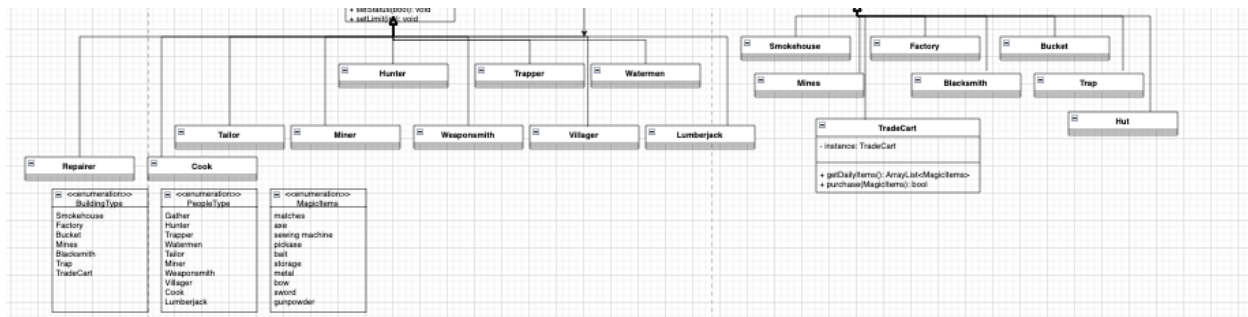 + setStatus(bool): void
+ setLimit(int): void
Smokehouse
Factory
Bucket
Hunter
Trapper
Watermen
Mines
Blacksmith
Trap
Tailor
Miner
Weaponsmith
Villager
Lumberjack
TradeCart
Hut
- instance: TradeCart
+ getDailyItems(): ArrayList<MagicItems>
+ purchase(MagicItems): bool
Repairer
Cook
<<enumeration>>
BuildingType
Smokehouse
Factory
Bucket
Mines
Blacksmith
Trap
TradeCart
<<enumeration>>
PeopleType
Gather
Hunter
Trapper
Watermen
Tailor
Miner
Weaponsmith
Villager
Cook
Lumberjack
<<enumeration>>
MagicItems
matches
axe
sewing machine
pickase
bait
storage
metal
bow
sword
gunpowder